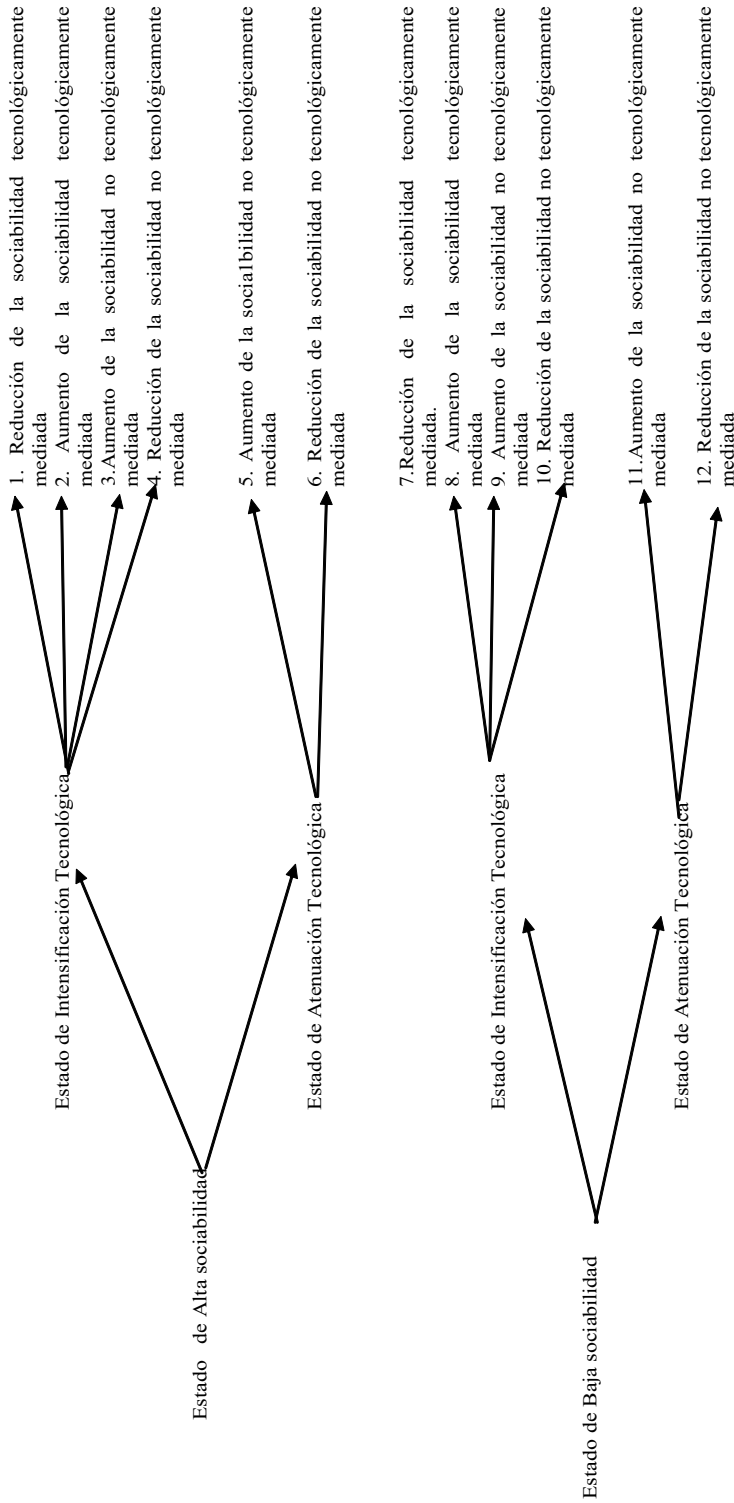 Estado de Alta sociabilidad
Estado de Intensificación Tecnológica
1. Reducción de la sociabilidad tecnológicamente
mediada
2. Aumento de la sociabilidad tecnológicamente
mediada
3.Aumento de la sociabilidad no tecnológicamente
mediada
4. Reducción de la sociabilidad no tecnológicamente
mediada
Estado de Atenuación Tecnológica
5. Aumento de la socialbilidad no tecnológicamente
mediada
6. Reducción de la sociabilidad no tecnológicamente
mediada
Estado de Baja sociabilidad
Estado de Intensificación Tecnológica
7.Reducción de la sociabilidad tecnológicamente
mediada.
8. Aumento de la sociabilidad tecnológicamente
mediada
9. Aumento de la sociabilidad no tecnológicamente
mediada
10. Reducción de la sociabilidad no tecnológicamente
mediada
Estado de Atenuación Tecnológica
11.Aumento de la sociabilidad no tecnológicamente
mediada
12. Reducción de la sociabilidad no tecnológicamente
mediada